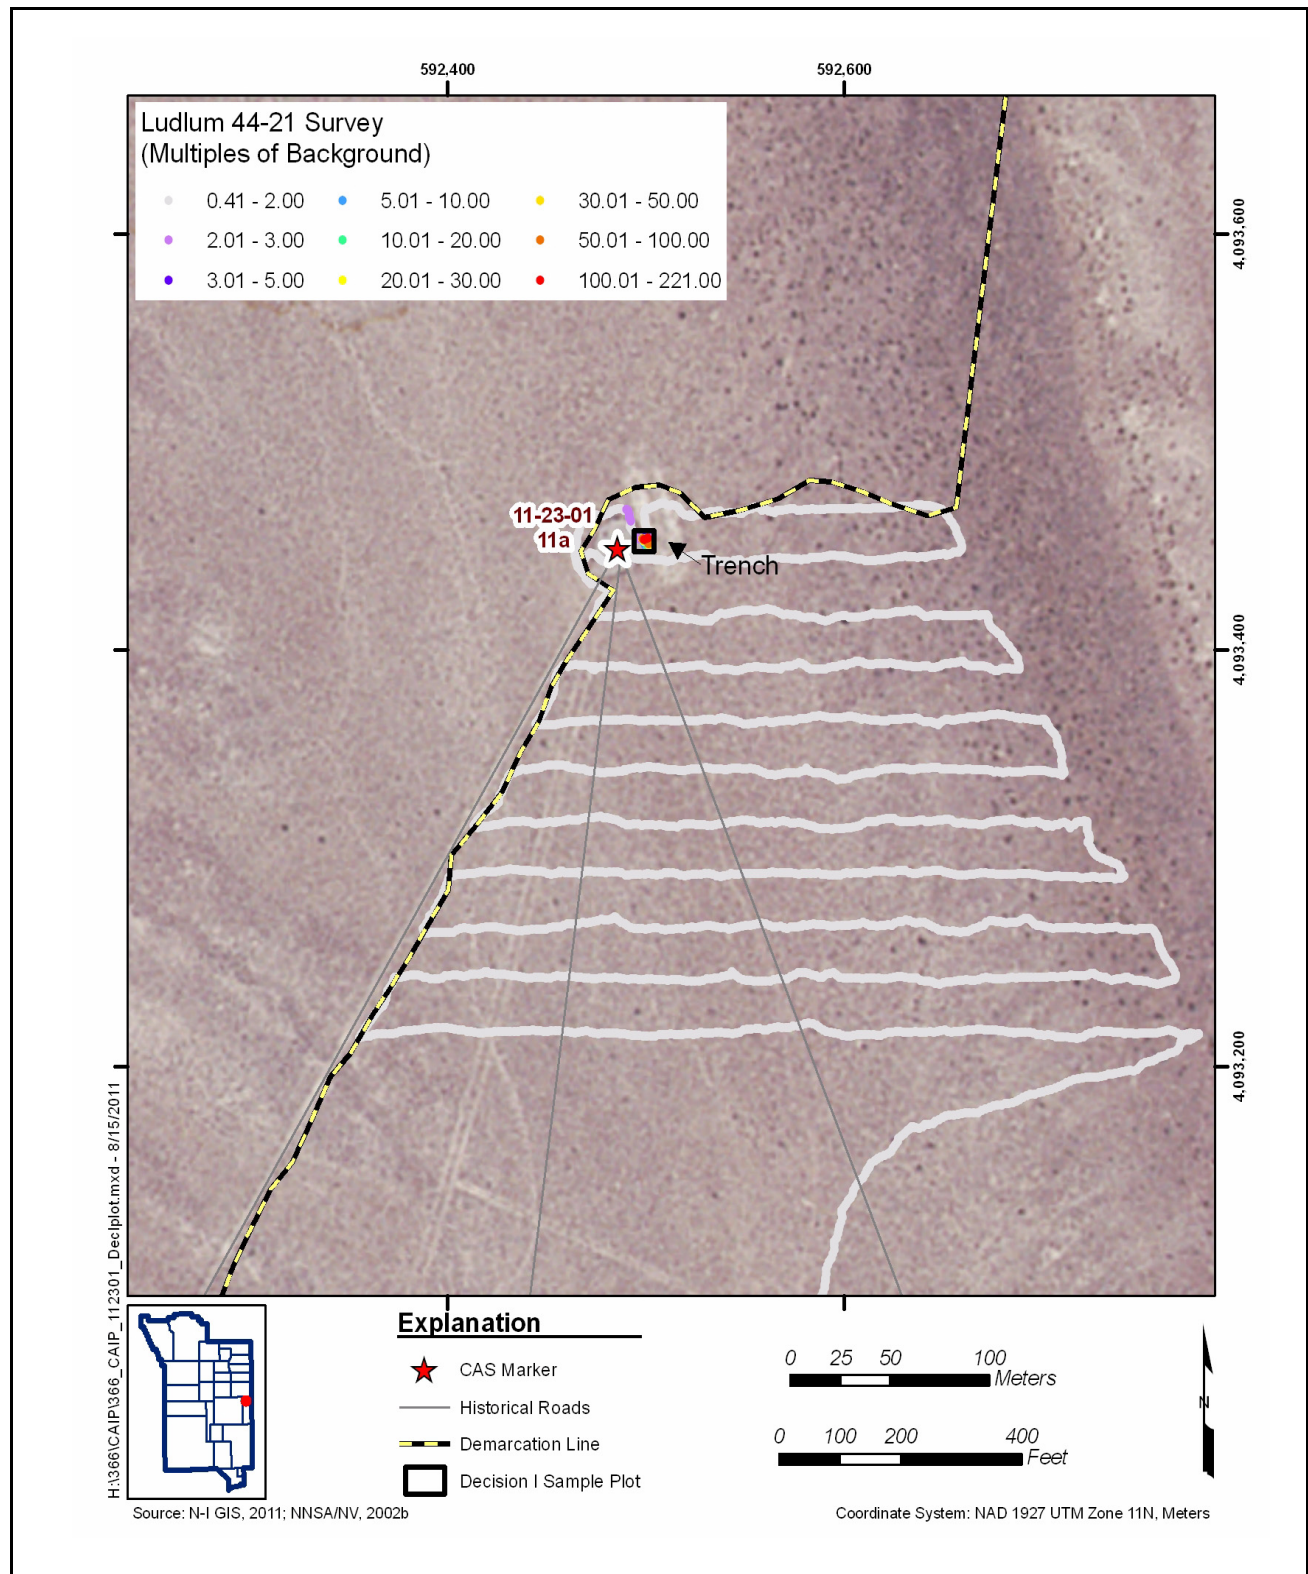 592,400 592,600
Ludlum 44-21 Survey
(Multiples of Background)
0.41 - 2.00 5.01 - 10.00 30.01 - 50.00
2.01 - 3.00 10.01 - 20.00 50.01 - 100.00
3.01 - 5.00 20.01 - 30.00 100.01 - 221.00
4,093,600
11-23-01
11a
Trench
4,093,400
4,093,200
H:\366\CAIP\366_CAIP_112301_DecIplot.mxd - 8/15/2011
Explanation
CAS Marker
Historical Roads
Demarcation Line
Decision I Sample Plot
0 25 50 100
Meters
0 100 200 400
Feet
N
Source: N-I GIS, 2011; NNSA/NV, 2002b
Coordinate System: NAD 1927 UTM Zone 11N, Meters